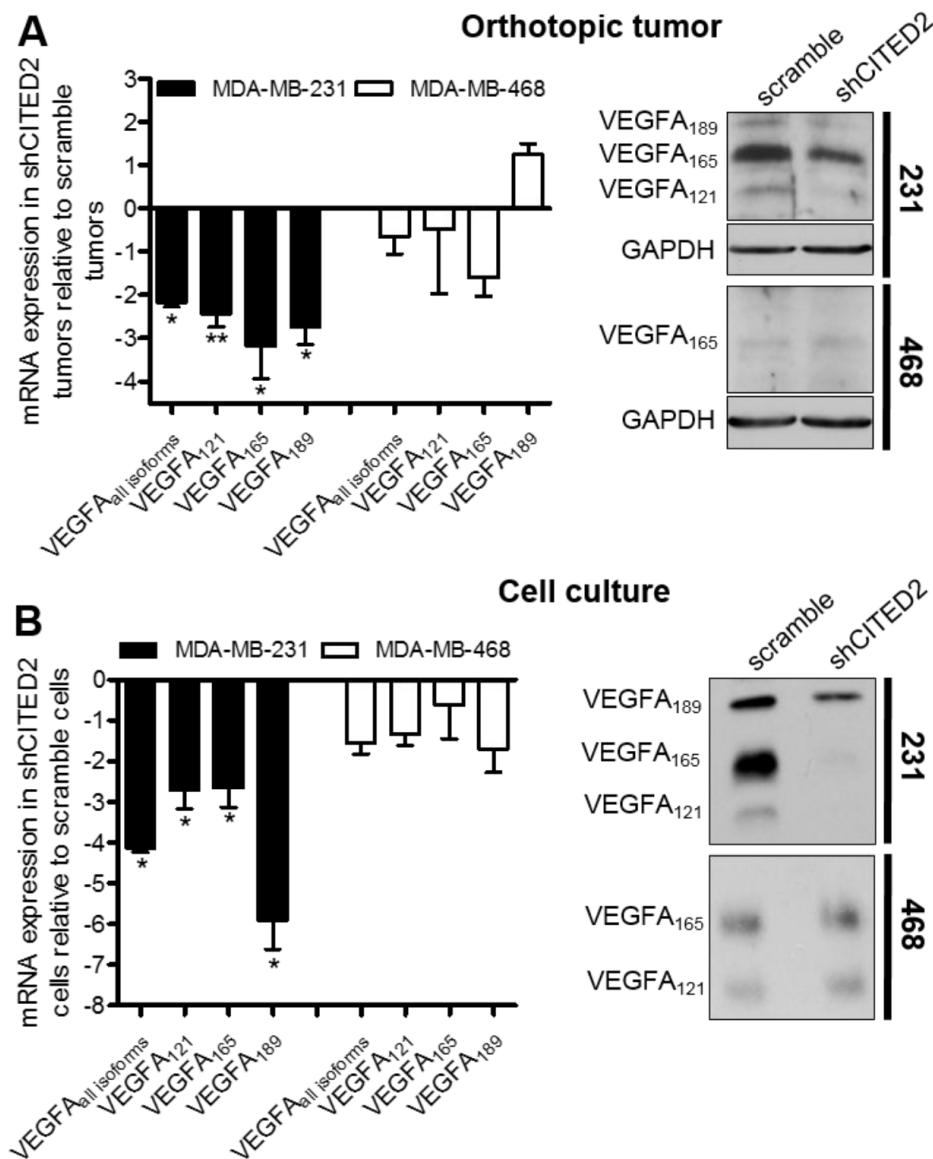 A
Orthotopic tumor
mRNA expression in shCITED2
tumors relative to scramble
tumors
MDA-MB-231 MDA-MB-468
3
2
1
0
-1
-2
-3
-4
* ** * *
VEGFAall isoforms
VEGFA121
VEGFA165
VEGFA189
VEGFAall isoforms
VEGFA121
VEGFA165
VEGFA189
scramble
shCITED2
VEGFA189
VEGFA165
VEGFA121
GAPDH
231
VEGFA165
GAPDH
468
B
Cell culture
mRNA expression in shCITED2
cells relative to scramble cells
MDA-MB-231 MDA-MB-468
0
-1
-2
-3
-4
-5
-6
-7
-8
* * * *
VEGFAall isoforms
VEGFA121
VEGFA165
VEGFA189
VEGFAall isoforms
VEGFA121
VEGFA165
VEGFA189
scramble
shCITED2
VEGFA189
VEGFA165
VEGFA121
231
VEGFA165
VEGFA121
468